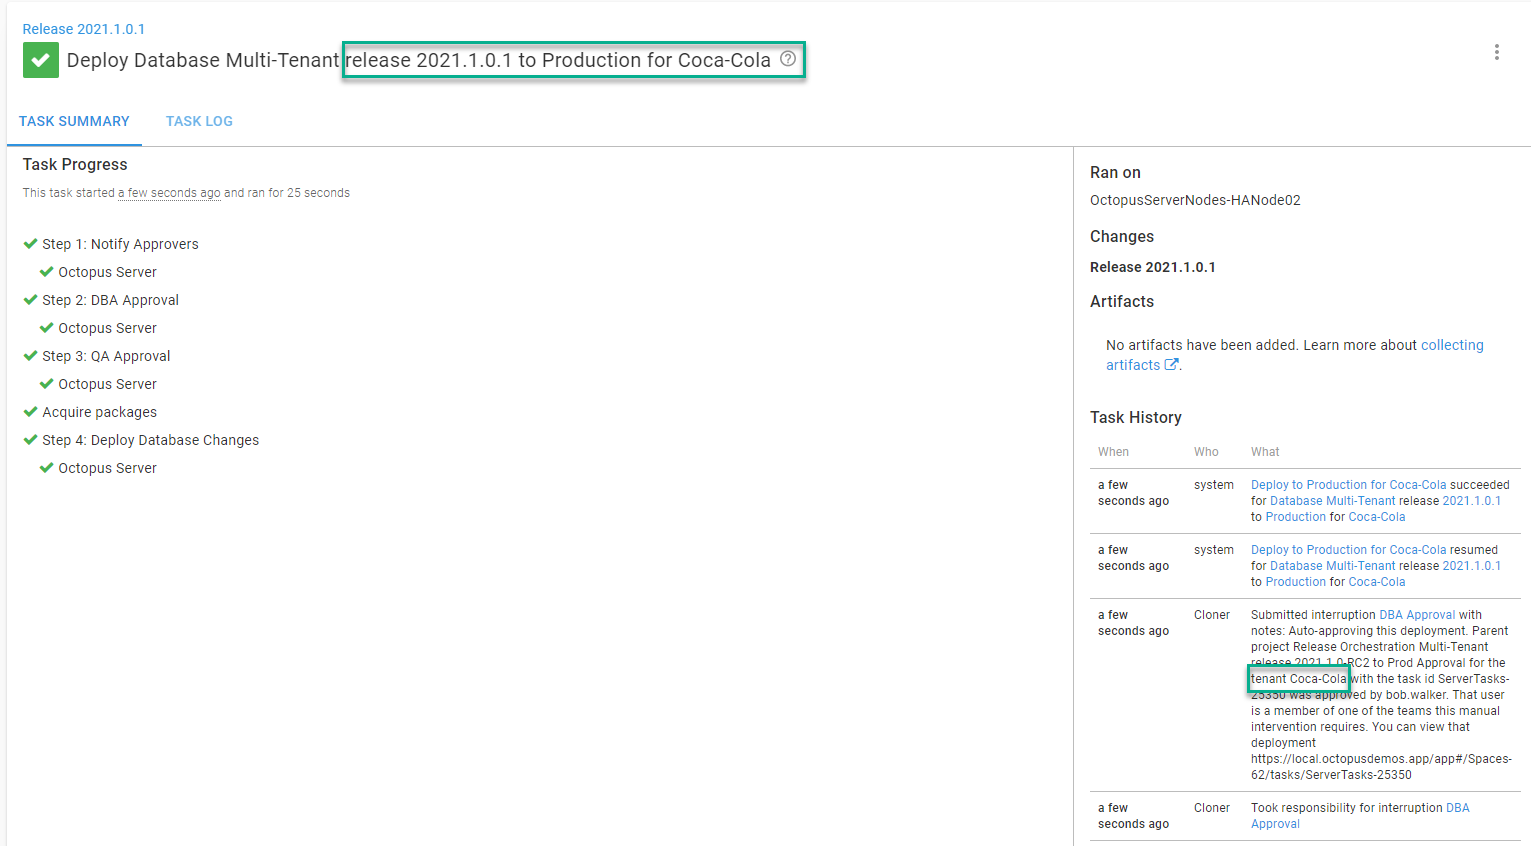 Release 2021.1.0.1
Deploy Database Multi-Tenant release 2021.1.0.1 to Production for Coca-Cola
TASK SUMMARY
TASK LOG
Task Progress
This task started a few seconds ago and ran for 25 seconds
Step 1: Notify Approvers
Octopus Server
Step 2: DBA Approval
Octopus Server
Step 3: QA Approval
Octopus Server
Acquire packages
Step 4: Deploy Database Changes
Octopus Server
Ran on
OctopusServerNodes-HANode02
Changes
Release 2021.1.0.1
Artifacts
No artifacts have been added. Learn more about collecting
artifacts.
Task History
When Who What
a few system Deploy to Production for Coca-Cola succeeded
seconds ago for Database Multi-Tenant release 2021.1.0.1
to Production for Coca-Cola
a few system Deploy to Production for Coca-Cola resumed
seconds ago for Database Multi-Tenant release 2021.1.0.1
to Production for Coca-Cola
a few Cloner Submitted interruption DBA Approval with
seconds ago notes: Auto-approving this deployment. Parent
project Release Orchestration Multi-Tenant
release 2021.1.0-RC2 to Prod Approval for the
tenant Coca-Cola with the task id ServerTasks-
25350 was approved by bob.walker. That user
is a member of one of the teams this manual
intervention requires. You can view that
deployment
https://local.octopusdemos.app/app#/Spaces-
62/tasks/ServerTasks-25350
a few Cloner Took responsibility for interruption DBA
seconds ago Approval